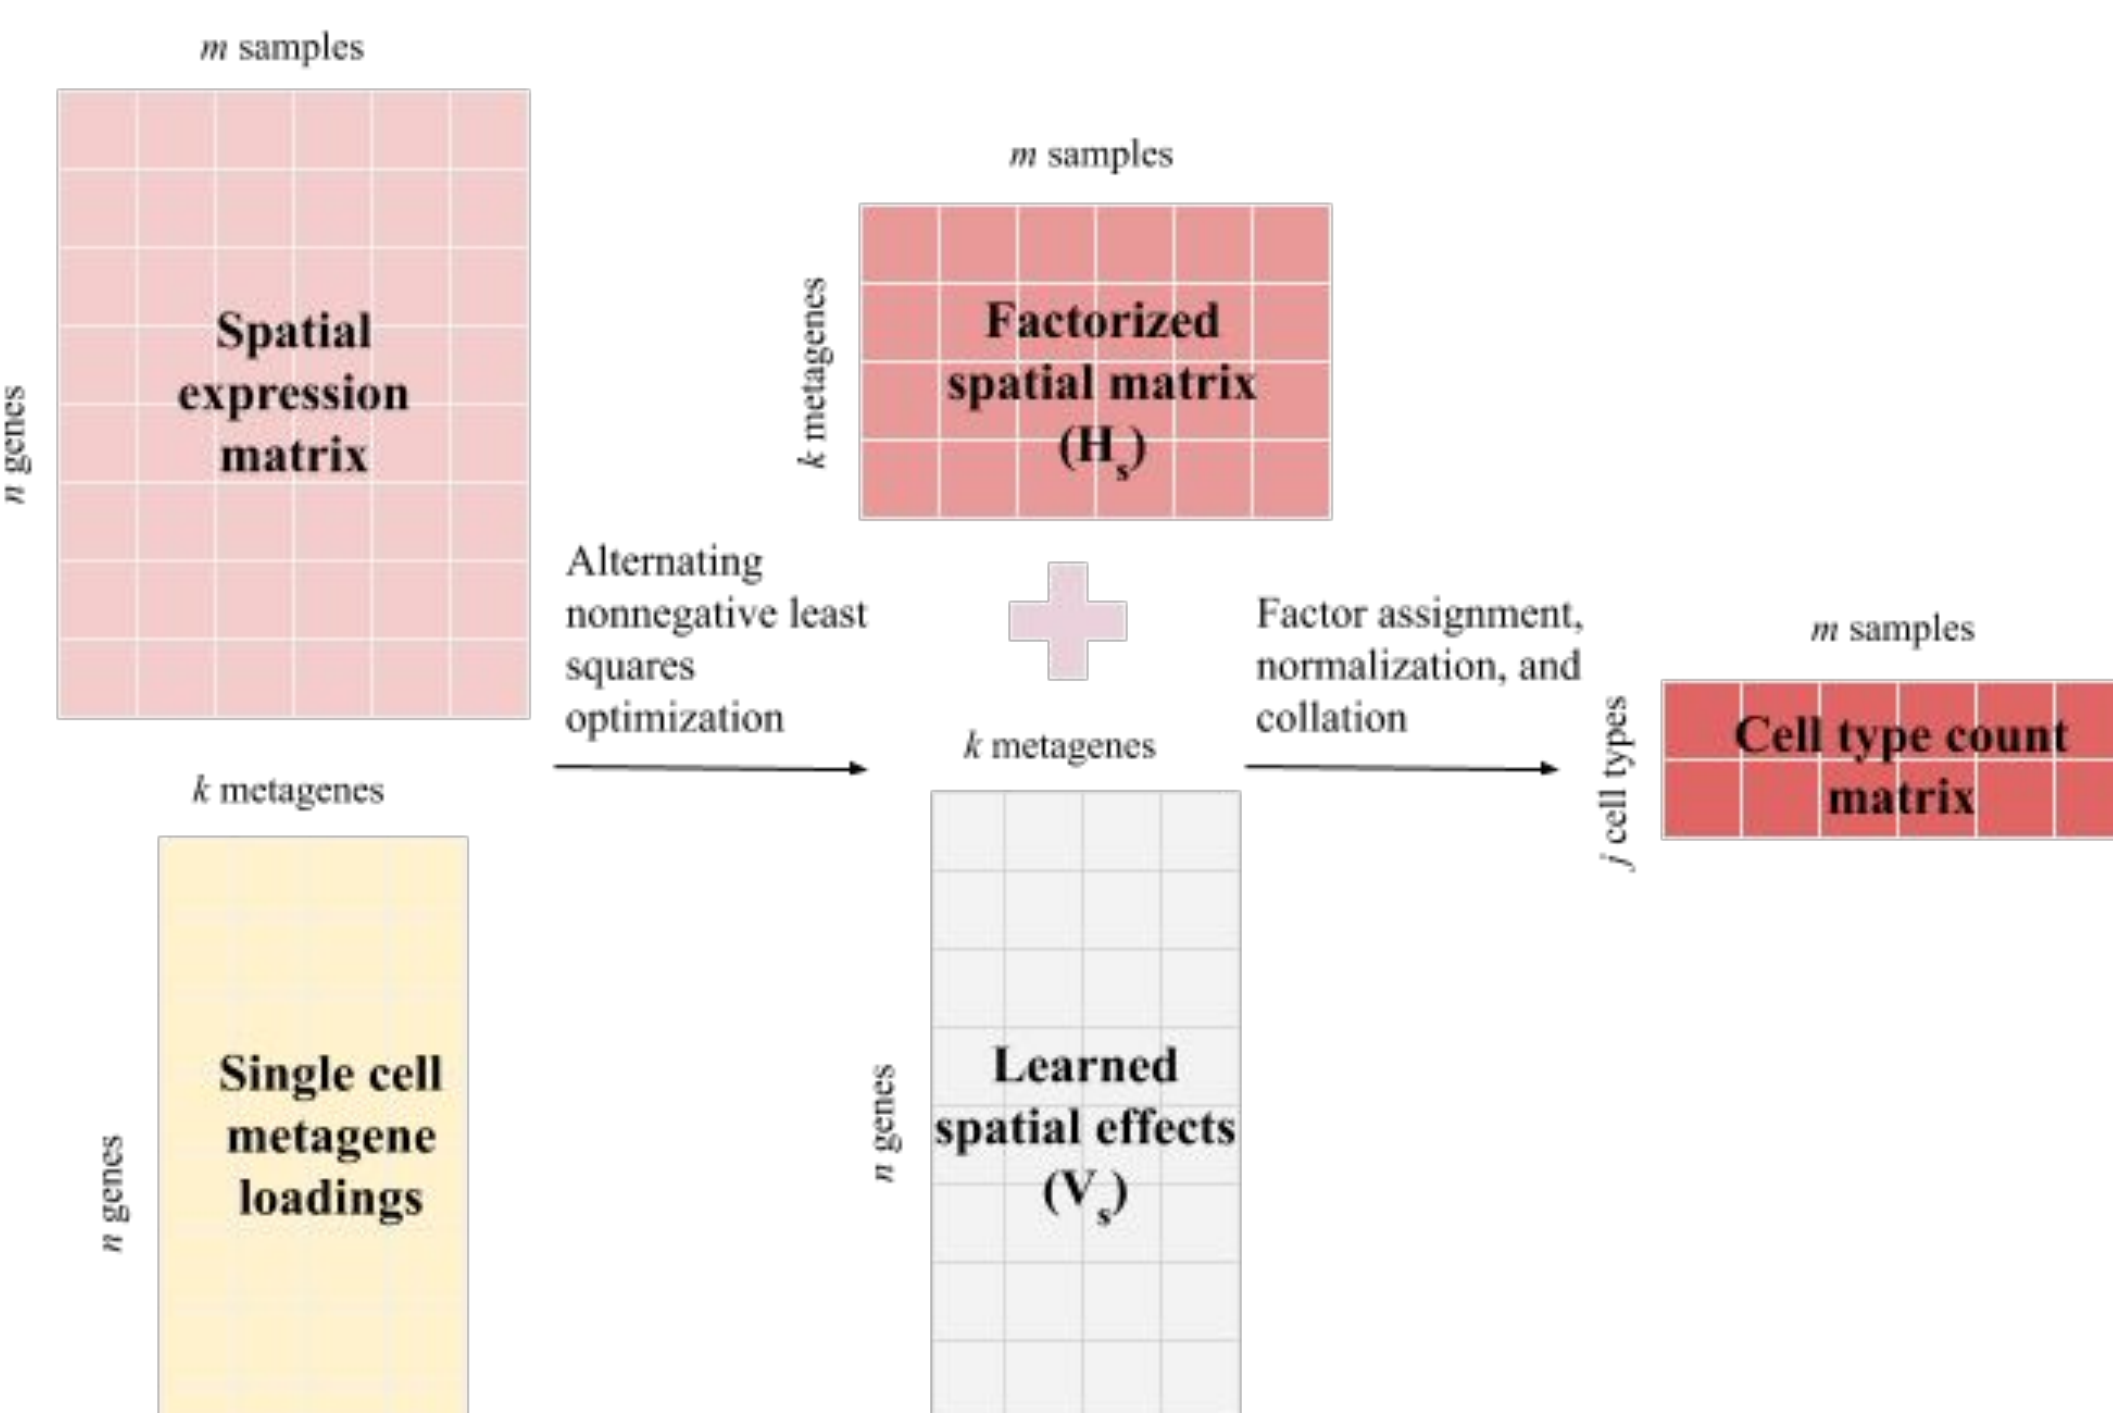 m samples
n genes
Spatial
expression
matrix
k metagenes
n genes
Single cell
metagene
loadings
Alternating
nonnegative least
squares
optimization
m samples
k metagenes
Factorized
spatial matrix
(Hs)
k metagenes
n genes
Learned
spatial effects
(Vs)
Factor assignment,
normalization, and
collation
m samples
j cell types
Cell type count
matrix